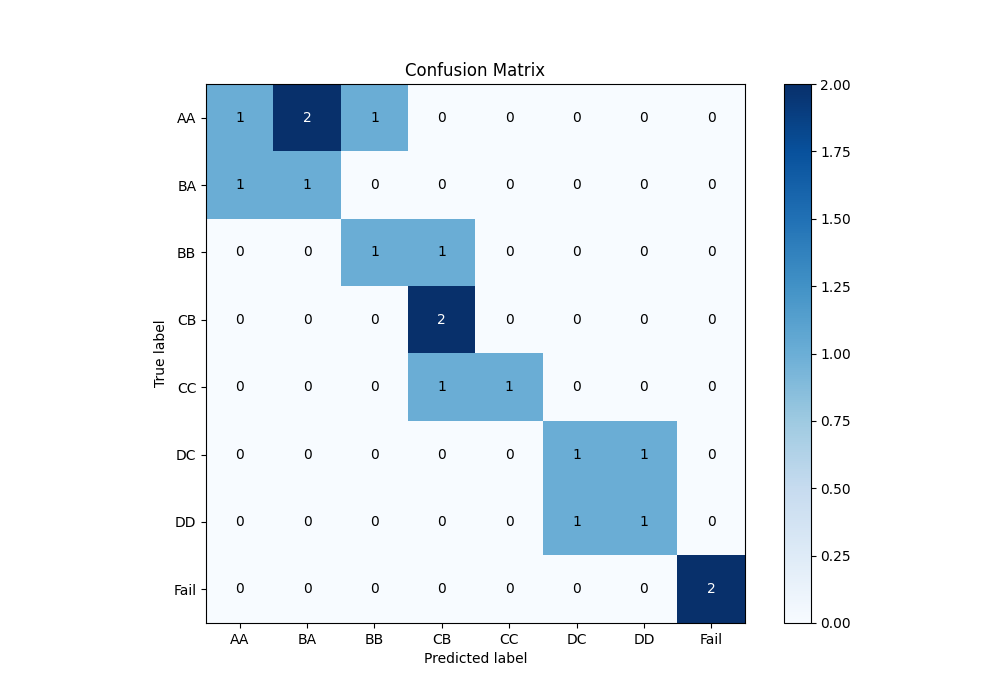 Confusion Matrix
True label
AA 1 2 1 0 0 0 0 0
BA 1 1 0 0 0 0 0 0
BB 0 0 1 1 0 0 0 0
CB 0 0 0 2 0 0 0 0
CC 0 0 0 1 1 0 0 0
DC 0 0 0 0 0 1 1 0
DD 0 0 0 0 0 1 1 0
Fail 0 0 0 0 0 0 0 2
AA BA BB CB CC DC DD Fail
Predicted label
2.00
1.75
1.50
1.25
1.00
0.75
0.50
0.25
0.00